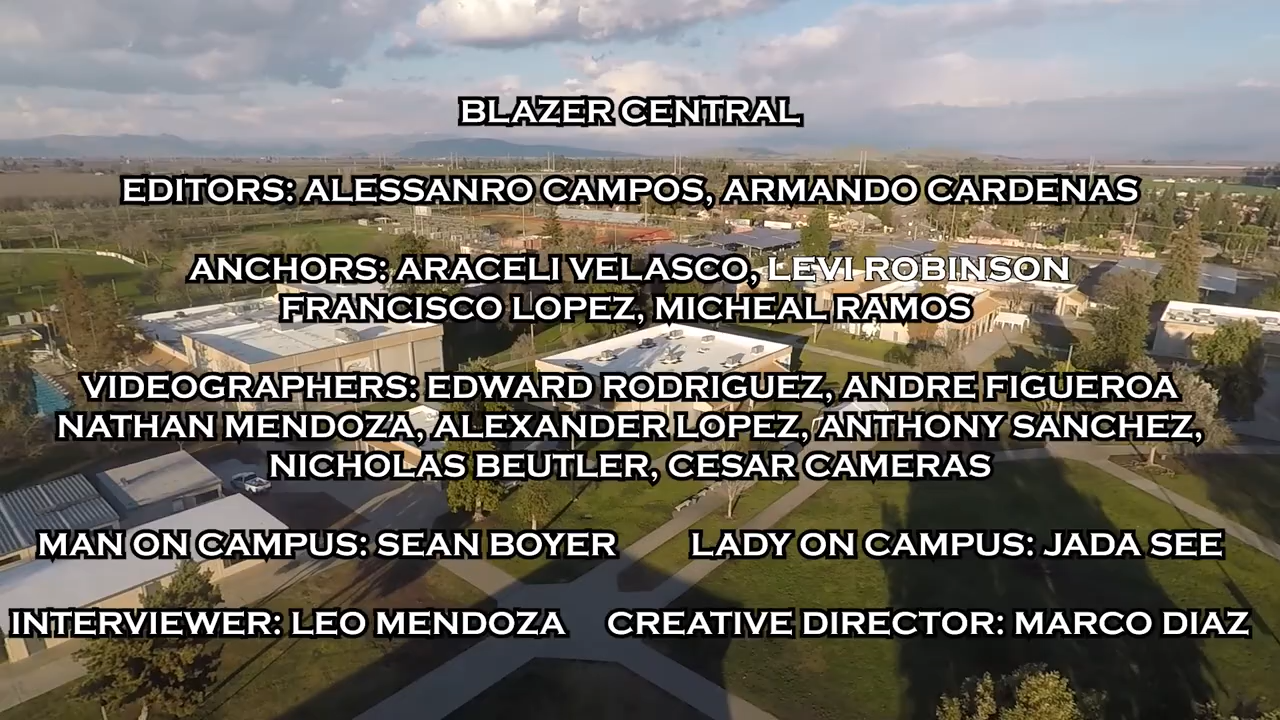 BLAZER CENTRAL
EDITORS: ALESSANRO CAMPOS, ARMANDO CARDENAS
ANCHORS: ARACELI VELASCO, LEVI ROBINSON
FRANCISCO LOPEZ, MICHEAL RAMOS
VIDEOGRAPHERS: EDWARD RODRIGUEZ, ANDRE FIGUEROA
NATHAN MENDOZA, ALEXANDER LOPEZ, ANTHONY SANCHEZ,
NICHOLAS BEUTLER, CESAR CAMERAS
MAN ON CAMPUS: SEAN BOYER LADY ON CAMPUS: JADA SEE
INTERVIEWER: LEO MENDOZA CREATIVE DIRECTOR: MARCO DIAZ